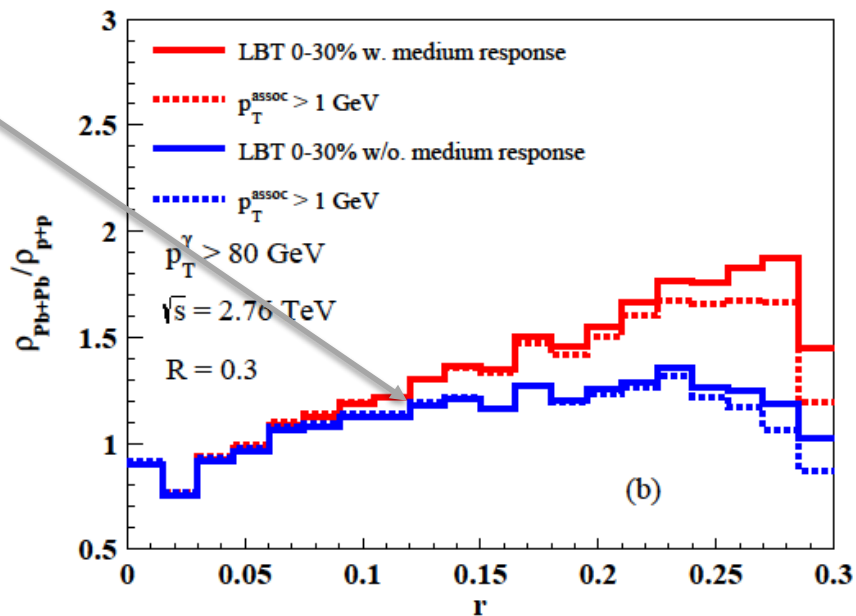 3
LBT 0-30% w. medium response
p_T^assoc > 1 GeV
2.5
LBT 0-30% w/o. medium response
p_T^assoc > 1 GeV
ρ_Pb+Pb/ρ_p+p
2
p_T^γ > 80 GeV
√s = 2.76 TeV
1.5
R = 0.3
1
(b)
0.5
0 0.05 0.1 0.15 0.2 0.25 0.3
r